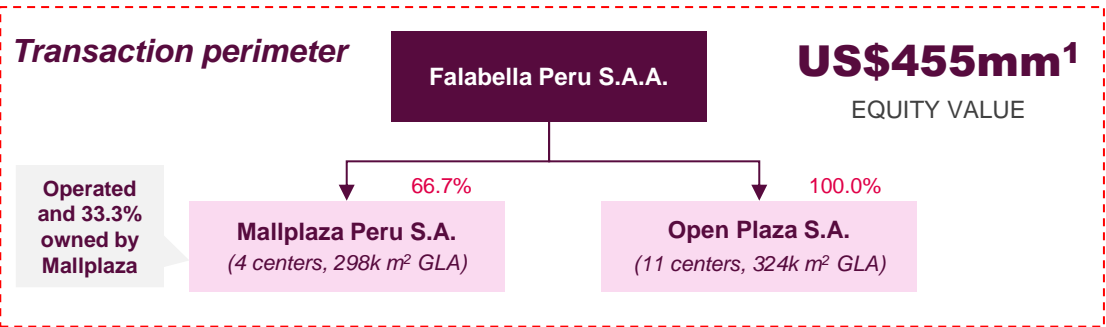 Transaction perimeter
Falabella Peru S.A.A.
US$455mm¹
EQUITY VALUE
Operated
and 33.3%
owned by
Mallplaza
66.7%
100.0%
Mallplaza Peru S.A.
(4 centers, 298k m² GLA)
Open Plaza S.A.
(11 centers, 324k m² GLA)